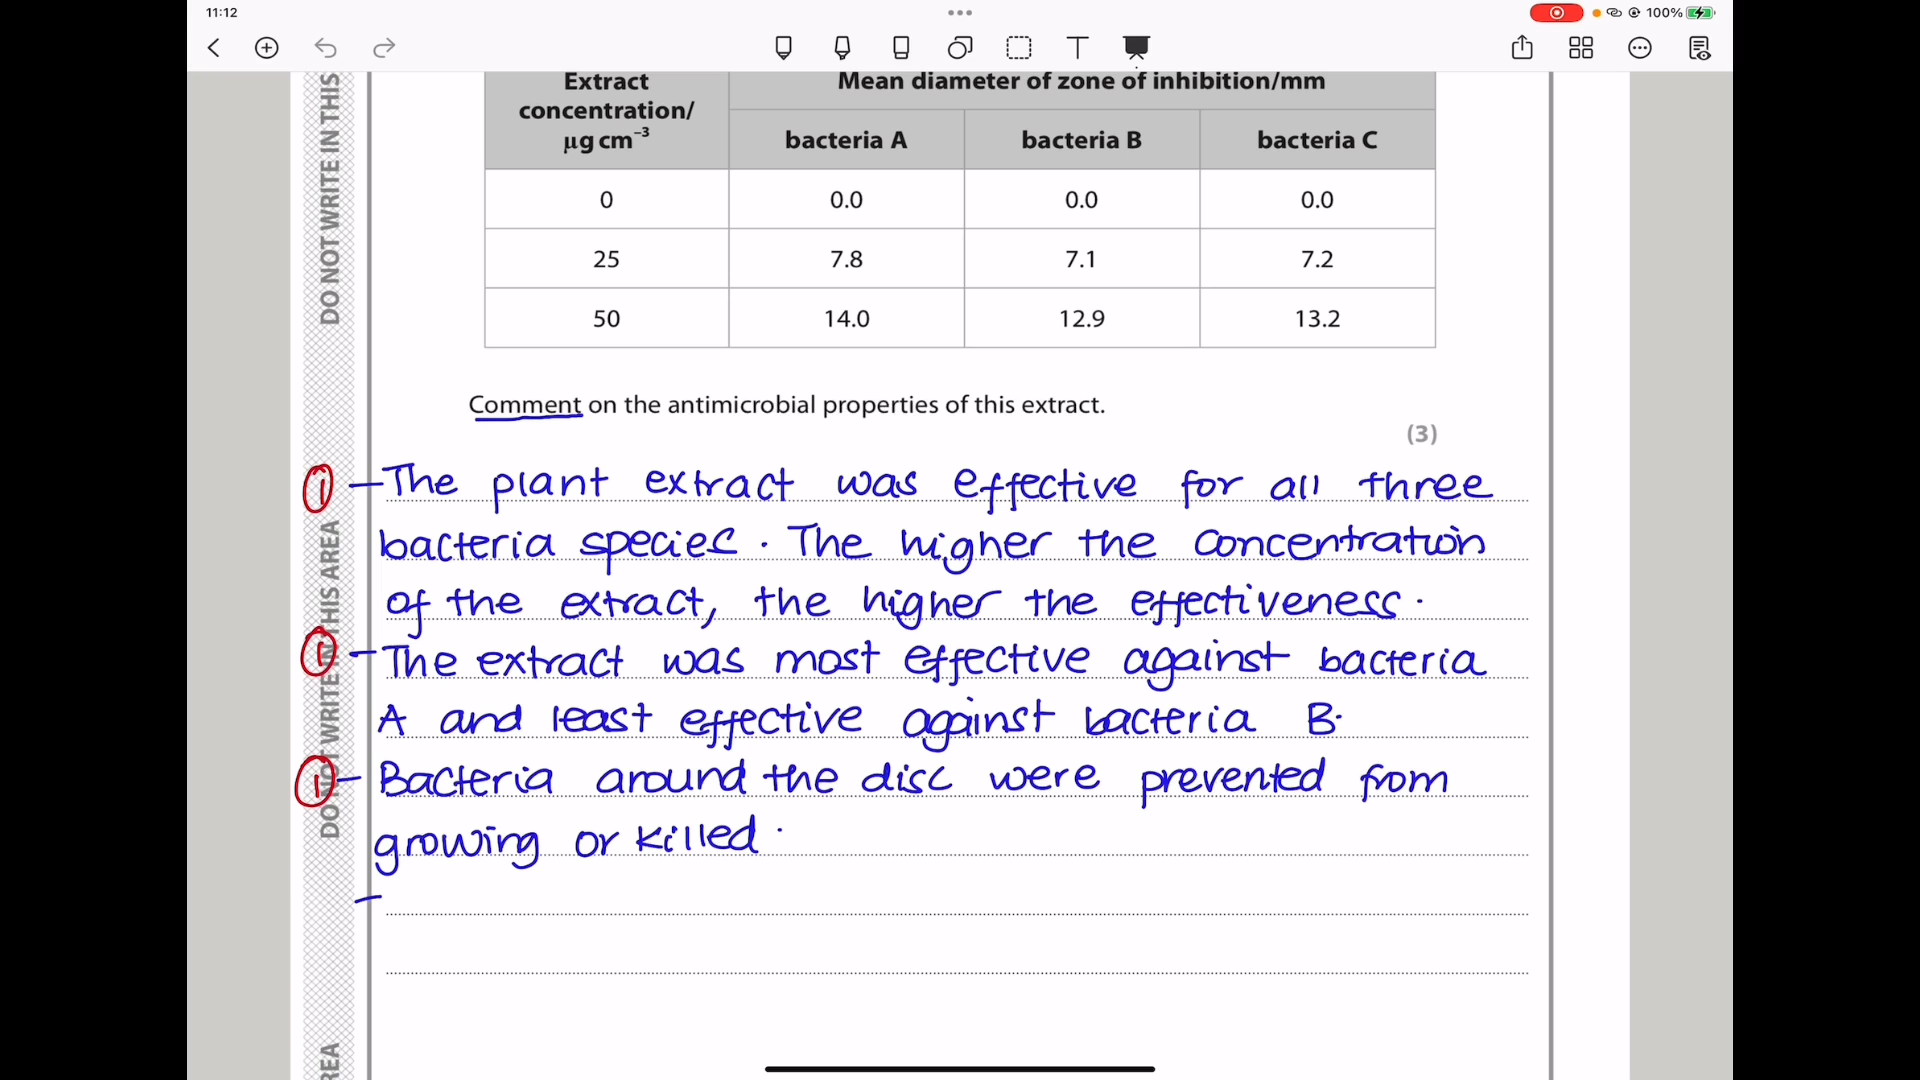 11:12
100%
DO NOT WRITE IN THIS
Extract concentration/ μg cm⁻³
Mean diameter of zone of inhibition/mm
bacteria A bacteria B bacteria C
0 0.0 0.0 0.0
25 7.8 7.1 7.2
50 14.0 12.9 13.2
Comment on the antimicrobial properties of this extract.
(3)
① - The plant extract was effective for all three
bacteria species. The higher the concentration
of the extract, the higher the effectiveness.
① - The extract was most effective against bacteria
A and least effective against bacteria B.
① - Bacteria around the disc were prevented from
growing or killed.
-
DO NOT WRITE IN THIS AREA
REA